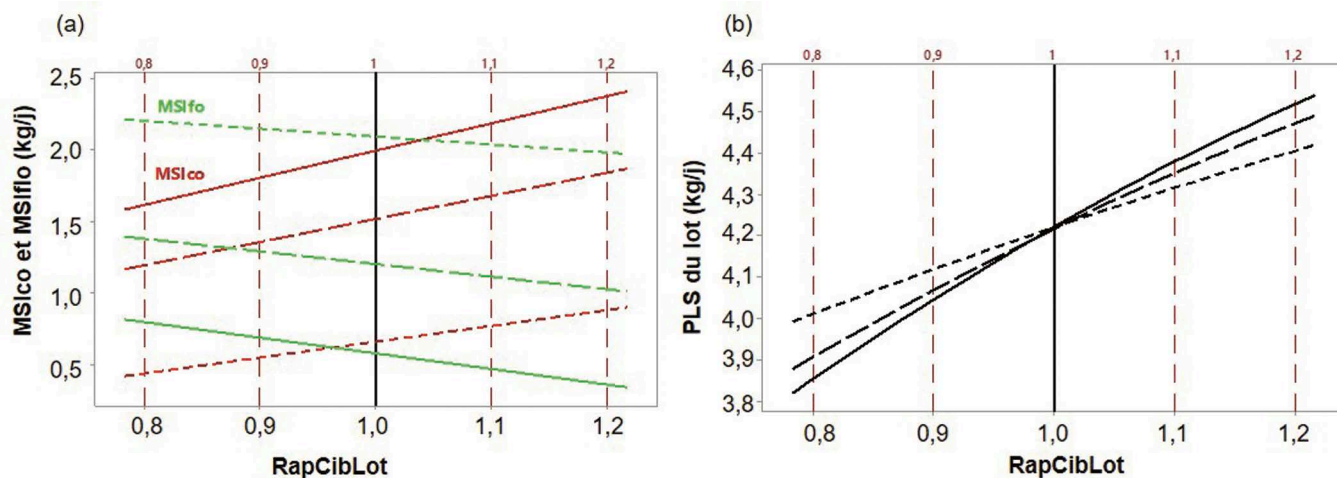 (a)
0,8 0,9 1 1,1 1,2
2,5
2,0
1,5
1,0
0,5
MSIco et MSIflo (kg/j)
MSIfo
MSIco
0,8 0,9 1,0 1,1 1,2
RapCibLot
(b)
0,8 0,9 1 1,1 1,2
4,6
4,5
4,4
4,3
4,2
4,1
4,0
3,9
3,8
PLS du lot (kg/j)
0,8 0,9 1,0 1,1 1,2
RapCibLot